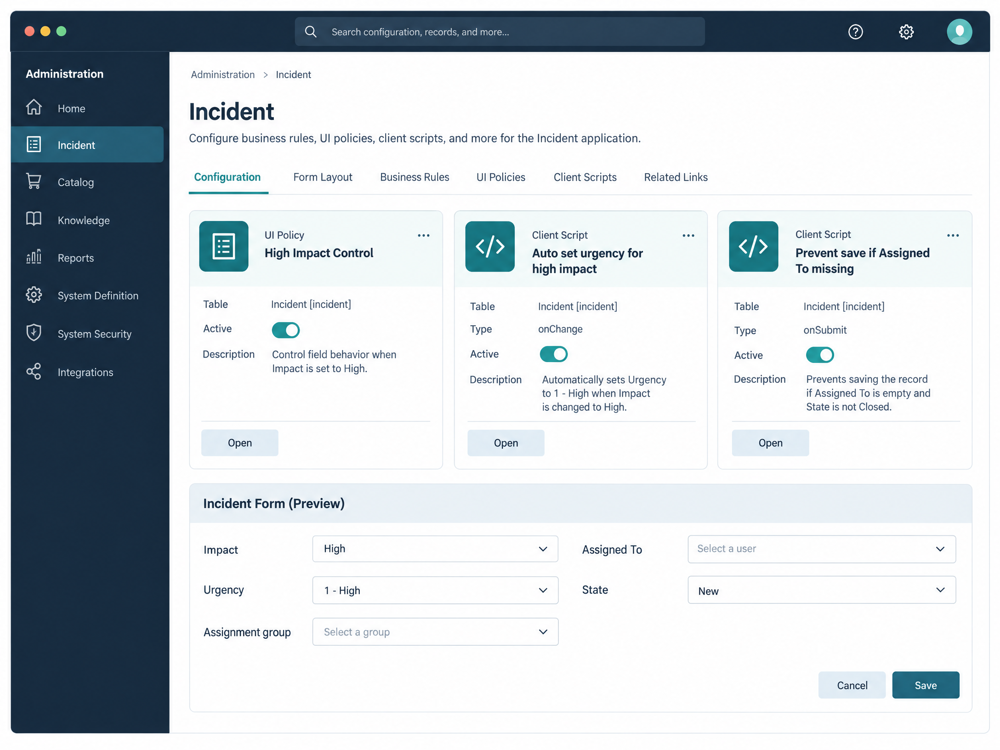 Search configuration, records, and more...
Administration
Home
Incident
Catalog
Knowledge
Reports
System Definition
System Security
Integrations
Administration > Incident
Incident
Configure business rules, UI policies, client scripts, and more for the Incident application.
Configuration
Form Layout
Business Rules
UI Policies
Client Scripts
Related Links
UI Policy
High Impact Control
Table
Incident [incident]
Active
Description
Control field behavior when
Impact is set to High.
Open
Client Script
Auto set urgency for
high impact
Table
Incident [incident]
Type
onChange
Active
Description
Automatically sets Urgency
to 1 - High when Impact
is changed to High.
Open
Client Script
Prevent save if Assigned
To missing
Table
Incident [incident]
Type
onSubmit
Active
Description
Prevents saving the record
if Assigned To is empty and
State is not Closed.
Open
Incident Form (Preview)
Impact
High
Assigned To
Select a user
Urgency
1 - High
State
New
Assignment group
Select a group
Cancel
Save